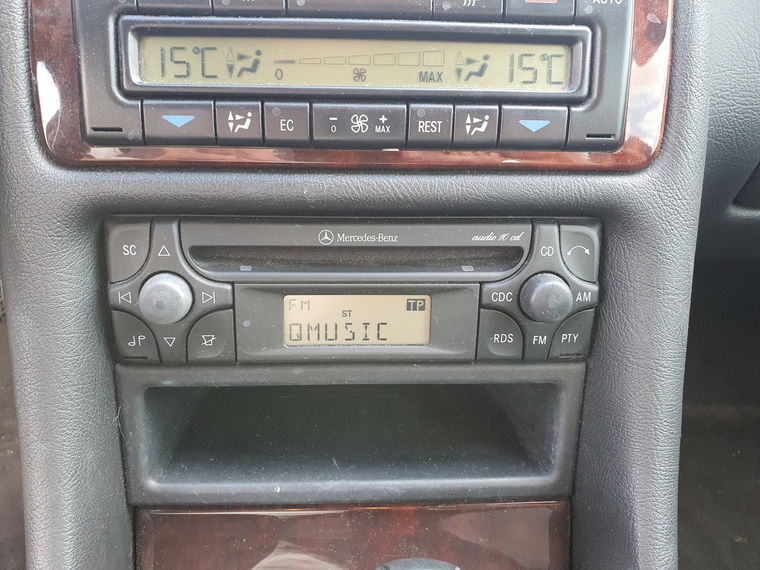 AUTO
15°C 0 MAX 15°C
EC − 0 + MAX REST
Mercedes-Benz audio 10 cd
SC CD
FM TP
CDC AM
ST
QMUSIC
RDS FM PTY